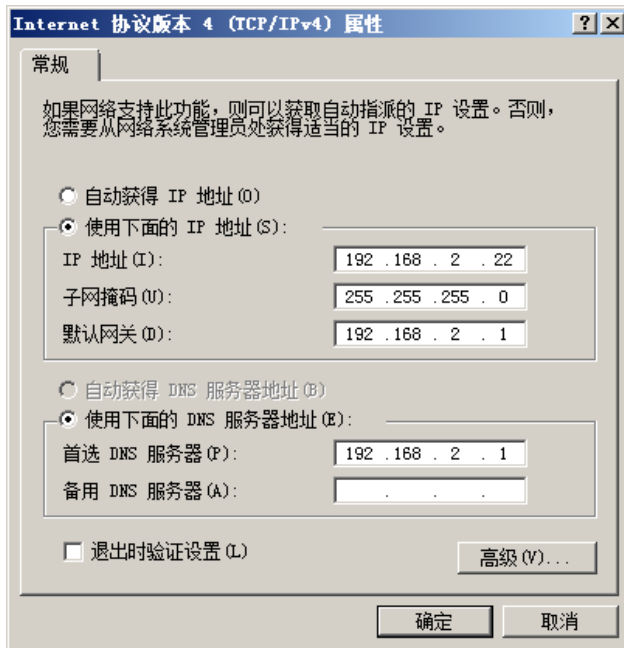 Internet 协议版本 4 (TCP/IPv4) 属性
常规
如果网络支持此功能，则可以获取自动指派的 IP 设置。否则，
您需要从网络系统管理员处获得适当的 IP 设置。
自动获得 IP 地址(O)
使用下面的 IP 地址(S):
IP 地址(I): 192 .168 . 2 . 22
子网掩码(U): 255 .255 .255 . 0
默认网关(D): 192 .168 . 2 . 1
自动获得 DNS 服务器地址(B)
使用下面的 DNS 服务器地址(E):
首选 DNS 服务器(P): 192 .168 . 2 . 1
备用 DNS 服务器(A): . . .
退出时验证设置(L)
高级(V)...
确定 取消